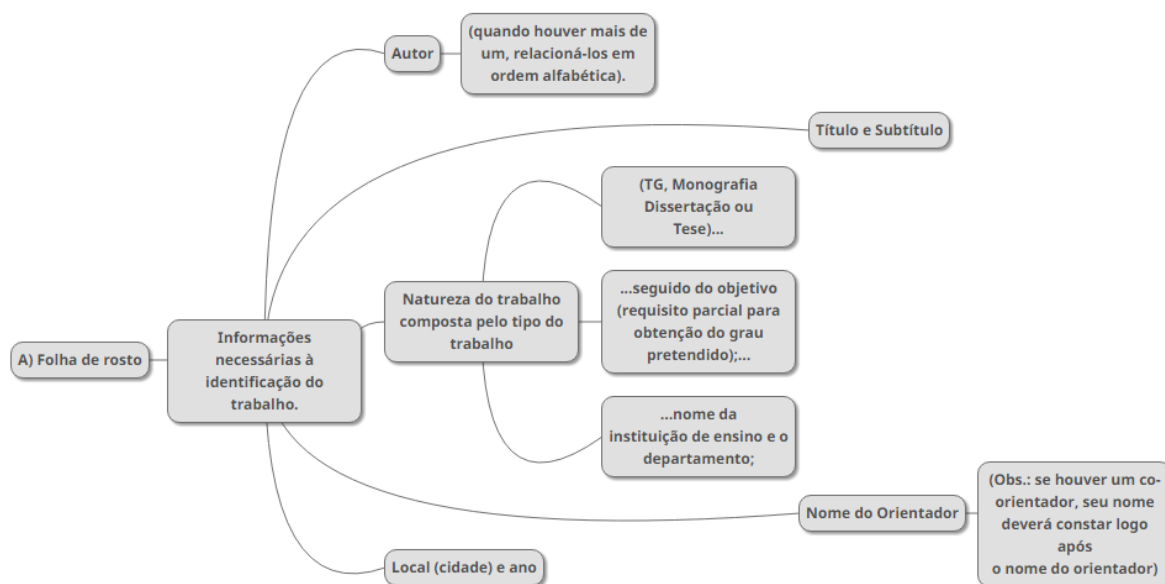 A) Folha de rosto
Informações
necessárias à
identificação do
trabalho.
Autor
(quando houver mais de
um, relacioná-los em
ordem alfabética).
Título e Subtítulo
Natureza do trabalho
composta pelo tipo do
trabalho
(TG, Monografia
Dissertação ou
Tese)...
...seguido do objetivo
(requisito parcial para
obtenção do grau
pretendido);...
...nome da
instituição de ensino e o
departamento;
Nome do Orientador
(Obs.: se houver um co-
orientador, seu nome
deverá constar logo
após
o nome do orientador)
Local (cidade) e ano